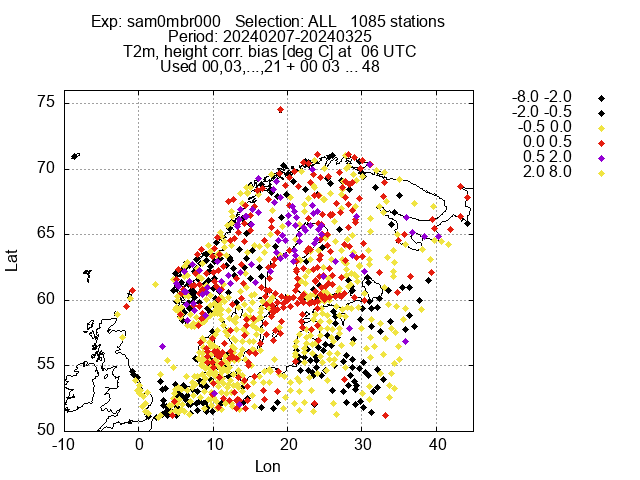 Exp: sam0mbr000 Selection: ALL 1085 stations
Period: 20240207-20240325
T2m, height corr. bias [deg C] at 06 UTC
Used 00,03,...,21 + 00 03 ... 48
-8.0 -2.0
-2.0 -0.5
-0.5 0.0
0.0 0.5
0.5 2.0
2.0 8.0
75
70
65
60
55
50
Lat
-10 0 10 20 30 40
Lon